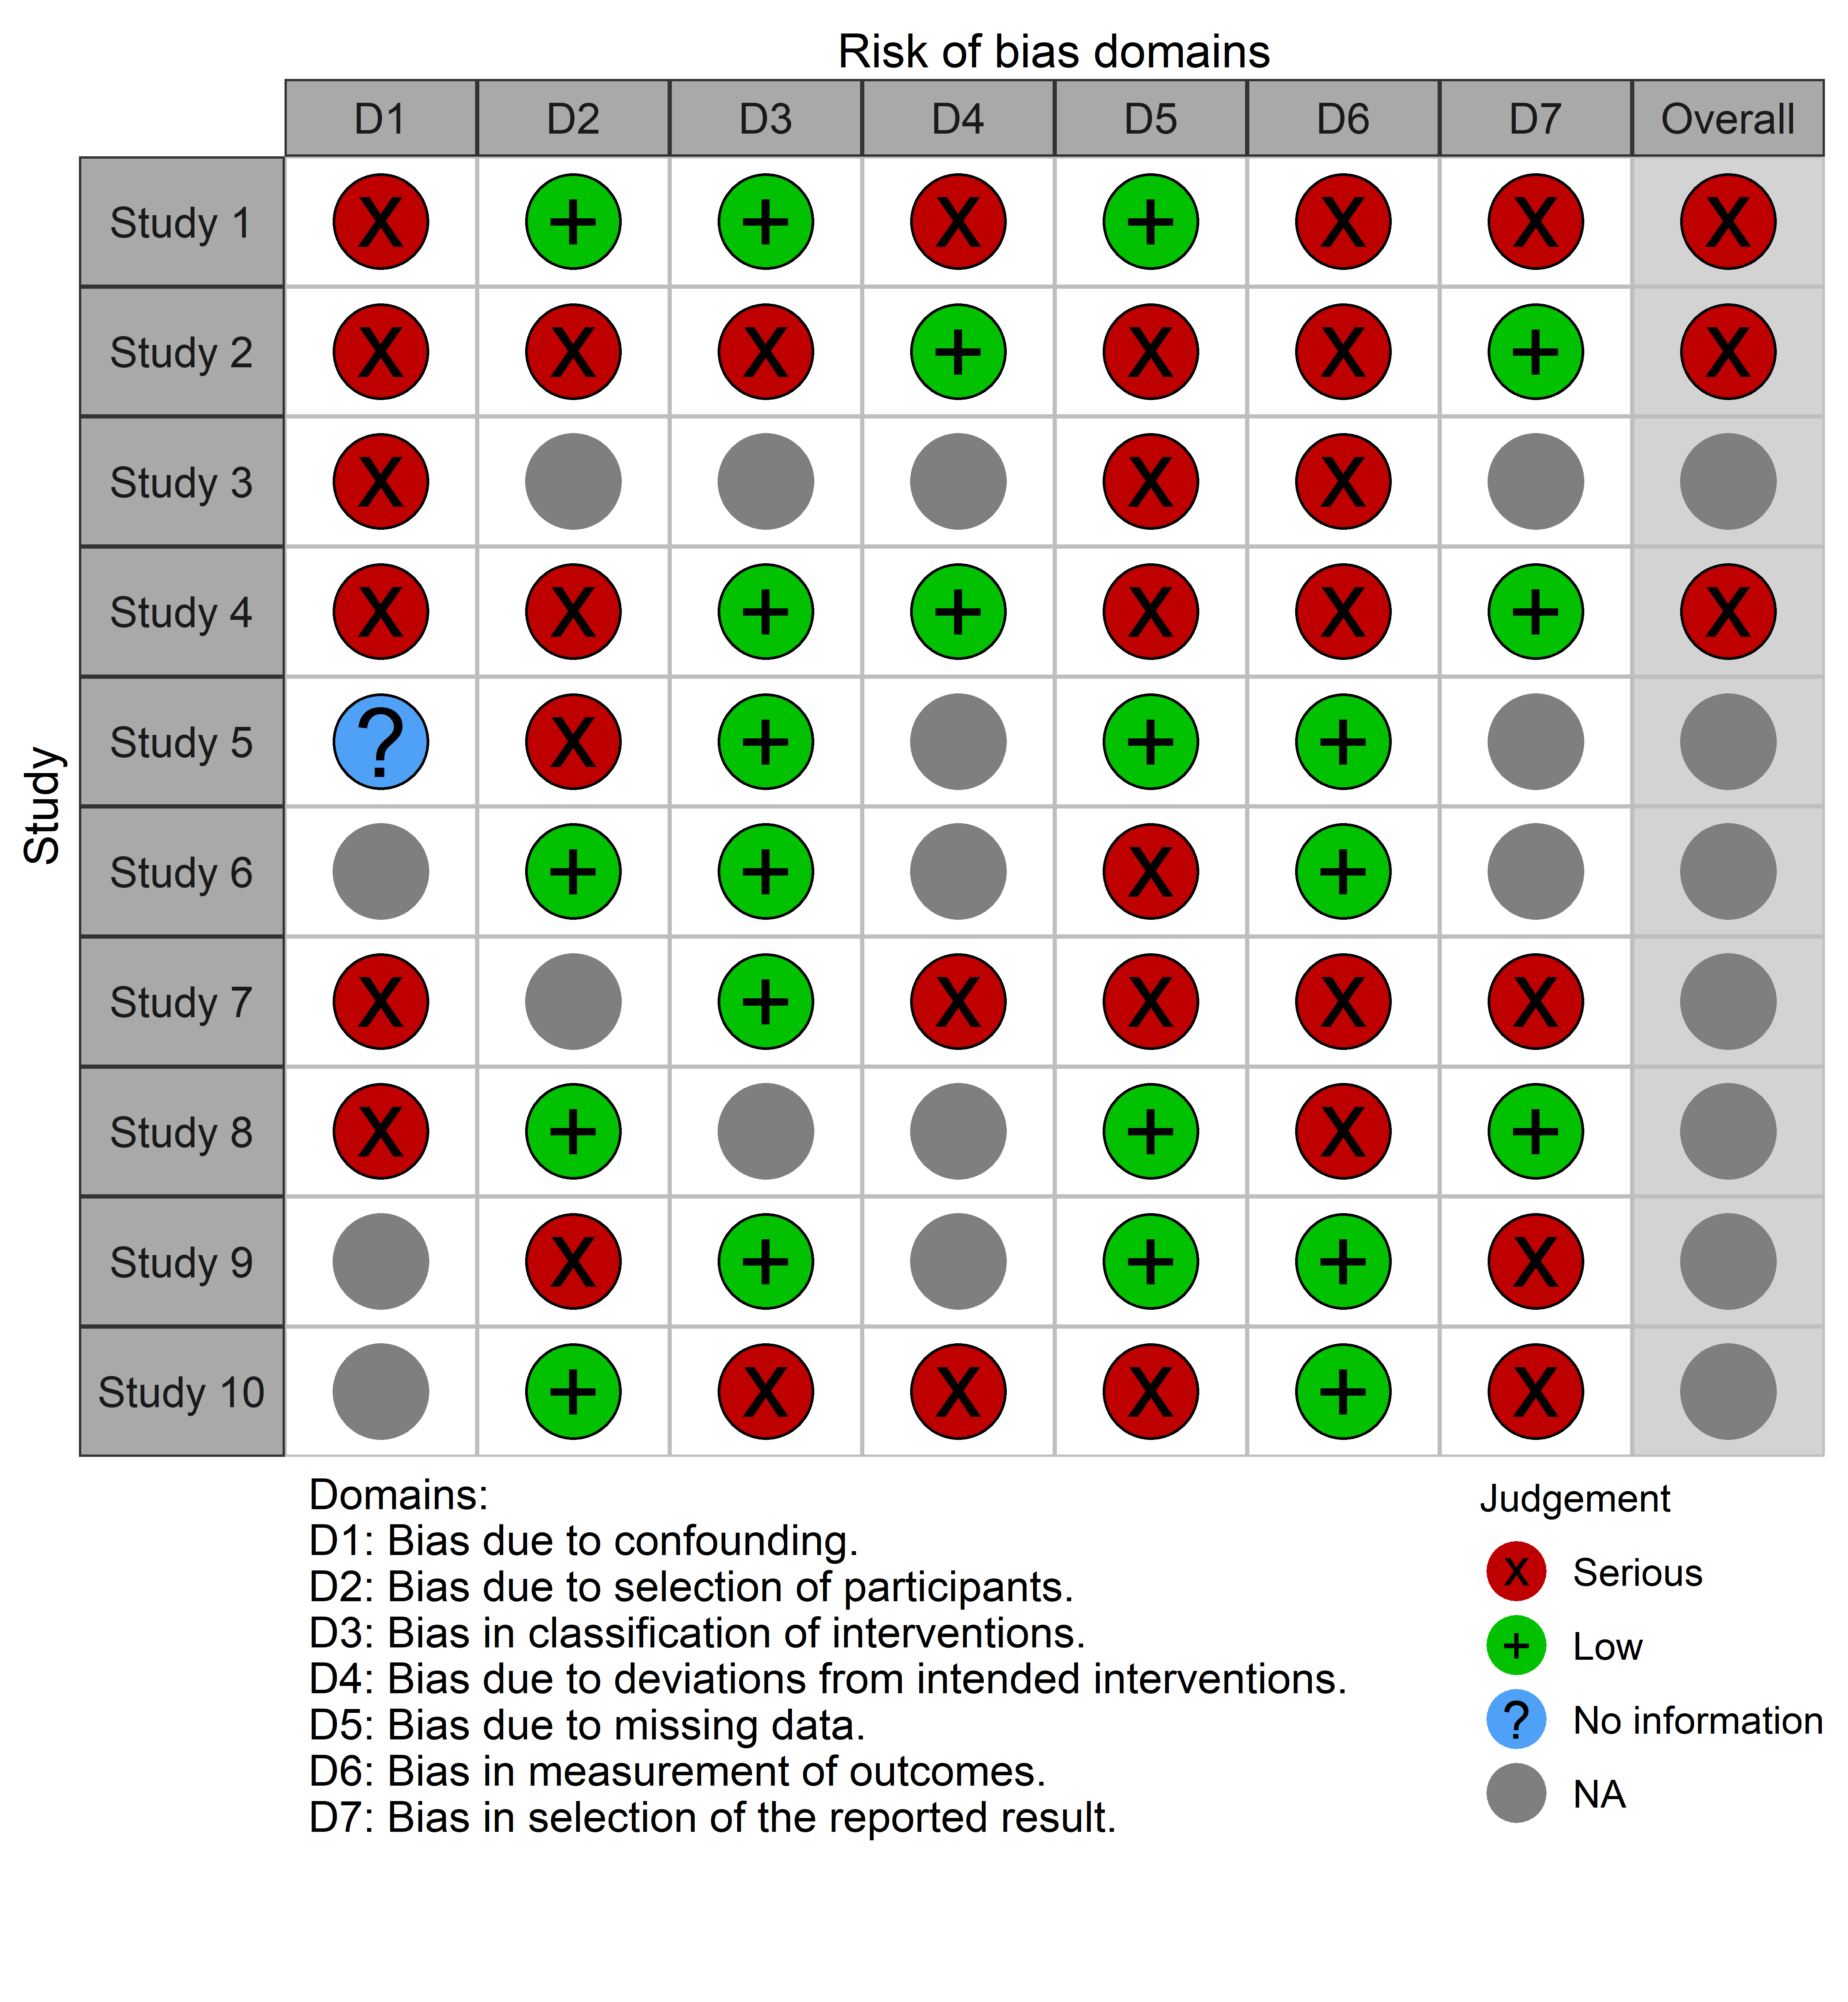 Risk of bias domains
D1 D2 D3 D4 D5 D6 D7 Overall
Study
Study 1 X + + X + X X X
Study 2 X X X + X X + X
Study 3 X X X
Study 4 X X + + X X + X
Study 5 ? X + + +
Study 6 + + X +
Study 7 X + X X X X
Study 8 X + + X +
Study 9 X + + + X
Study 10 + X X X + X
Domains:
D1: Bias due to confounding.
D2: Bias due to selection of participants.
D3: Bias in classification of interventions.
D4: Bias due to deviations from intended interventions.
D5: Bias due to missing data.
D6: Bias in measurement of outcomes.
D7: Bias in selection of the reported result.
Judgement
X Serious
+ Low
? No information
NA